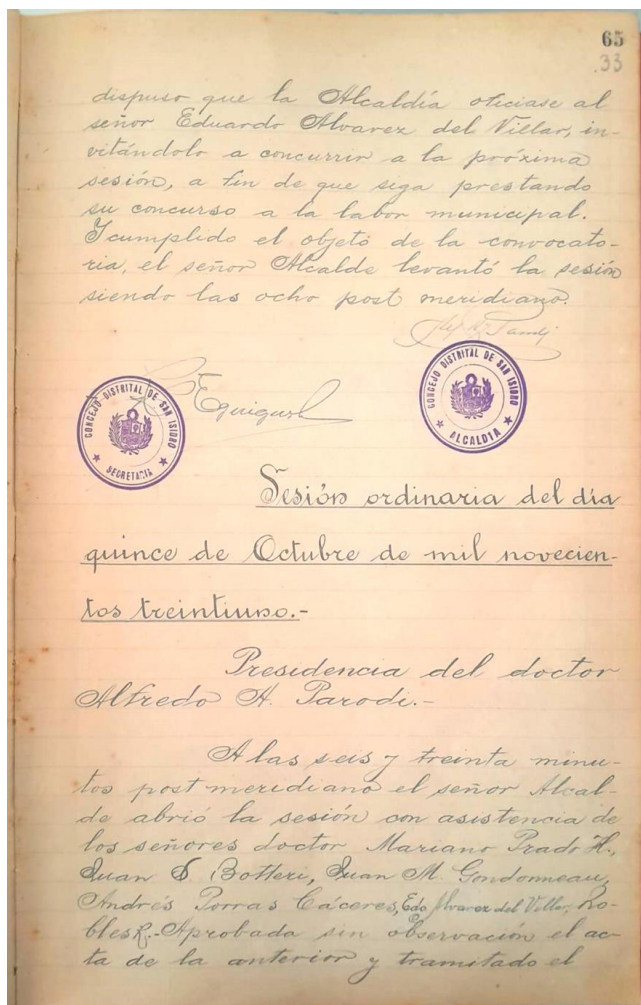 65
33
dispuso que la Alcaldía oficiase al
señor Eduardo Alvarez del Villar, in-
vitándolo a concurrir a la próxima
sesión, a fin de que siga prestando
su concurso a la labor municipal.
Y cumplido el objeto de la convocato-
ria, el señor Alcalde levantó la sesión
siendo las ocho post meridiano.
CONCEJO DISTRITAL DE SAN ISIDRO
SECRETARIA
CONCEJO DISTRITAL DE SAN ISIDRO
ALCALDIA
Sesión ordinaria del día
quince de Octubre de mil novecien-
tos treintiuno.-
Presidencia del doctor
Alfredo A. Parodi.-
A las seis y treinta minu-
tos post meridiano el señor Alcal-
de abrió la sesión con asistencia de
los señores doctor Mariano Prado H.,
Juan S. Botteri, Juan M. Gondonneau,
Andrés Porras Cáceres, Edo Alvarez del Villar, Ro-
bles R.- Aprobada sin observación el ac-
ta de la anterior y tramitado el